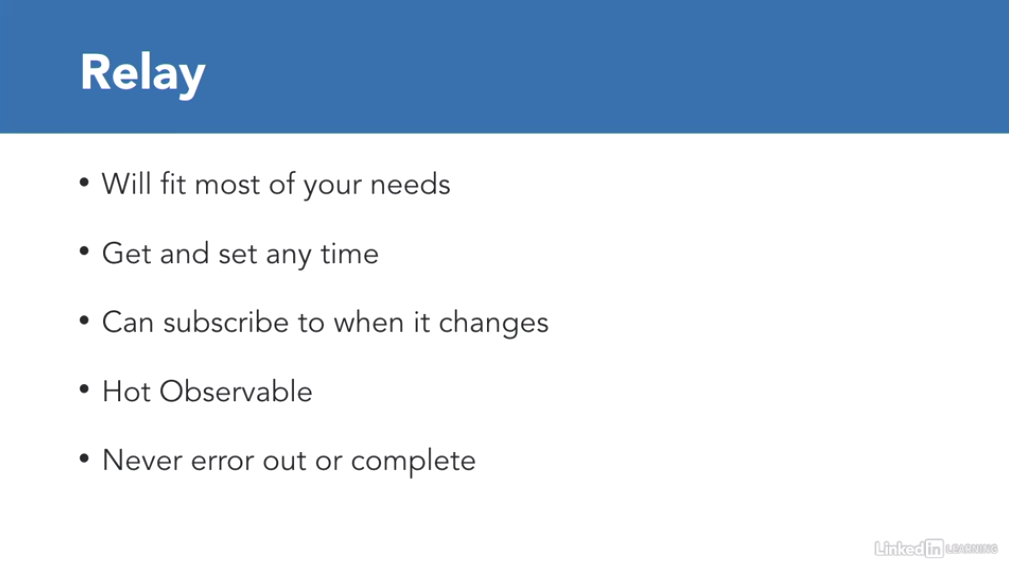 Relay
• Will fit most of your needs
• Get and set any time
• Can subscribe to when it changes
• Hot Observable
• Never error out or complete
Linked in LEARNING